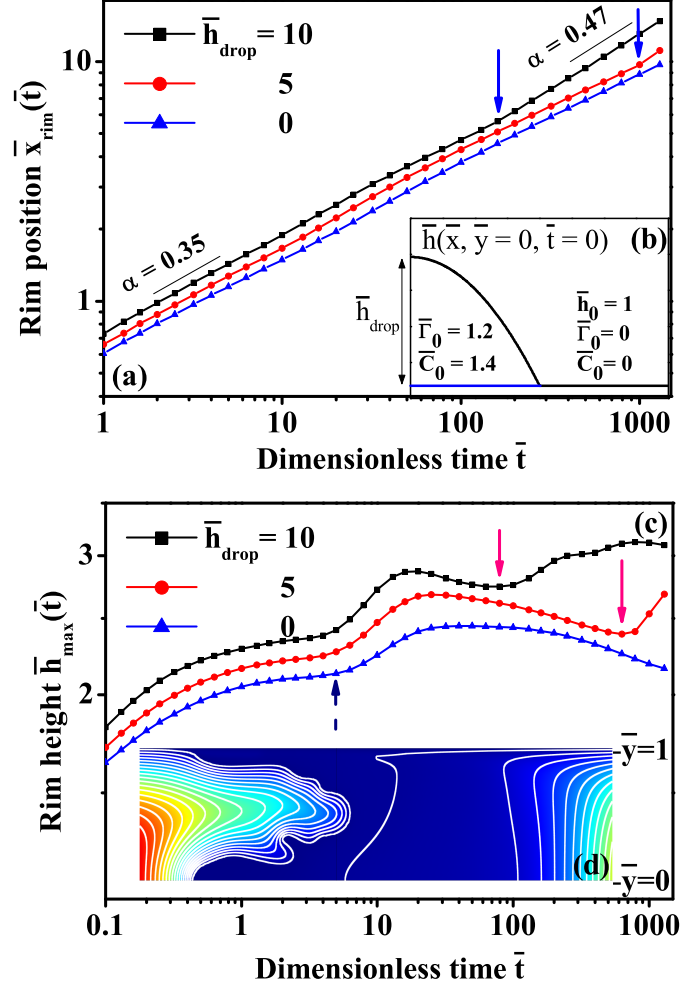 h̄drop = 10
5
0
α = 0.47
α = 0.35
10
1
Rim position x̄rim(t̄)
(a)
h̄(x̄, ȳ = 0, t̄ = 0) (b)
h̄drop
Γ̄0 = 1.2
C̄0 = 1.4
h̄0 = 1
Γ̄0 = 0
C̄0 = 0
1 10 100 1000
Dimensionless time t̄
(c)
h̄drop = 10
5
0
3
2
Rim height h̄max(t̄)
-ȳ=1
(d)
-ȳ=0
0.1 1 10 100 1000
Dimensionless time t̄